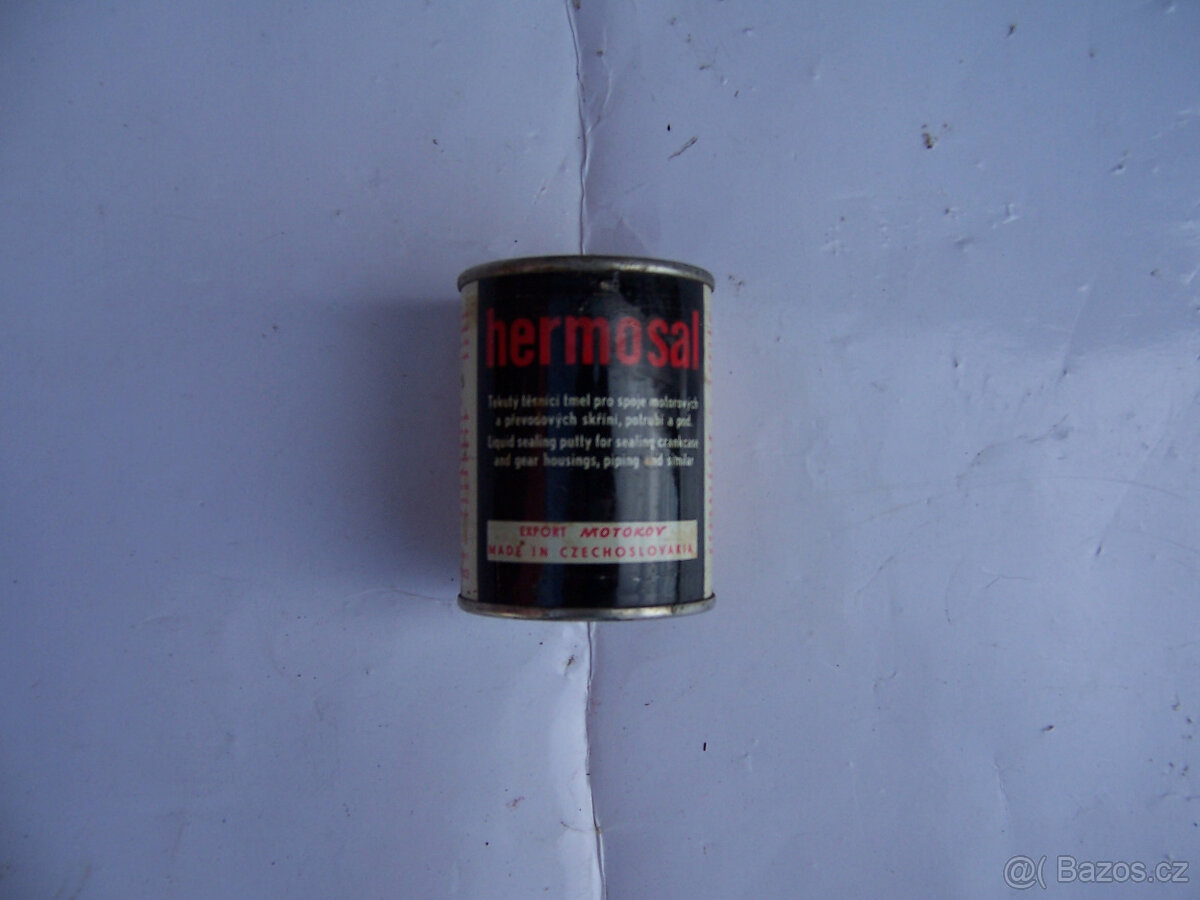 hermosal
Tekutý těsnící tmel pro spoje motorových
a převodových skříní, potrubí a pod.
Liquid sealing putty for sealing crankcase
and gear housings, piping and similar
EXPORT MOTOKOV
MADE IN CZECHOSLOVAKIA
@( Bazos.cz